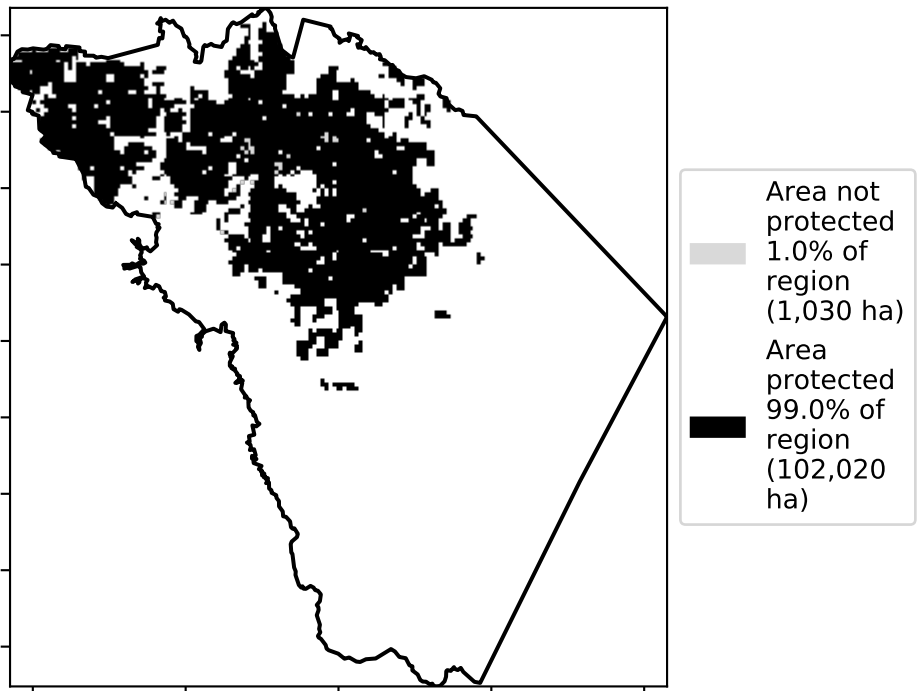 Area not
protected
1.0% of
region
(1,030 ha)
Area
protected
99.0% of
region
(102,020
ha)